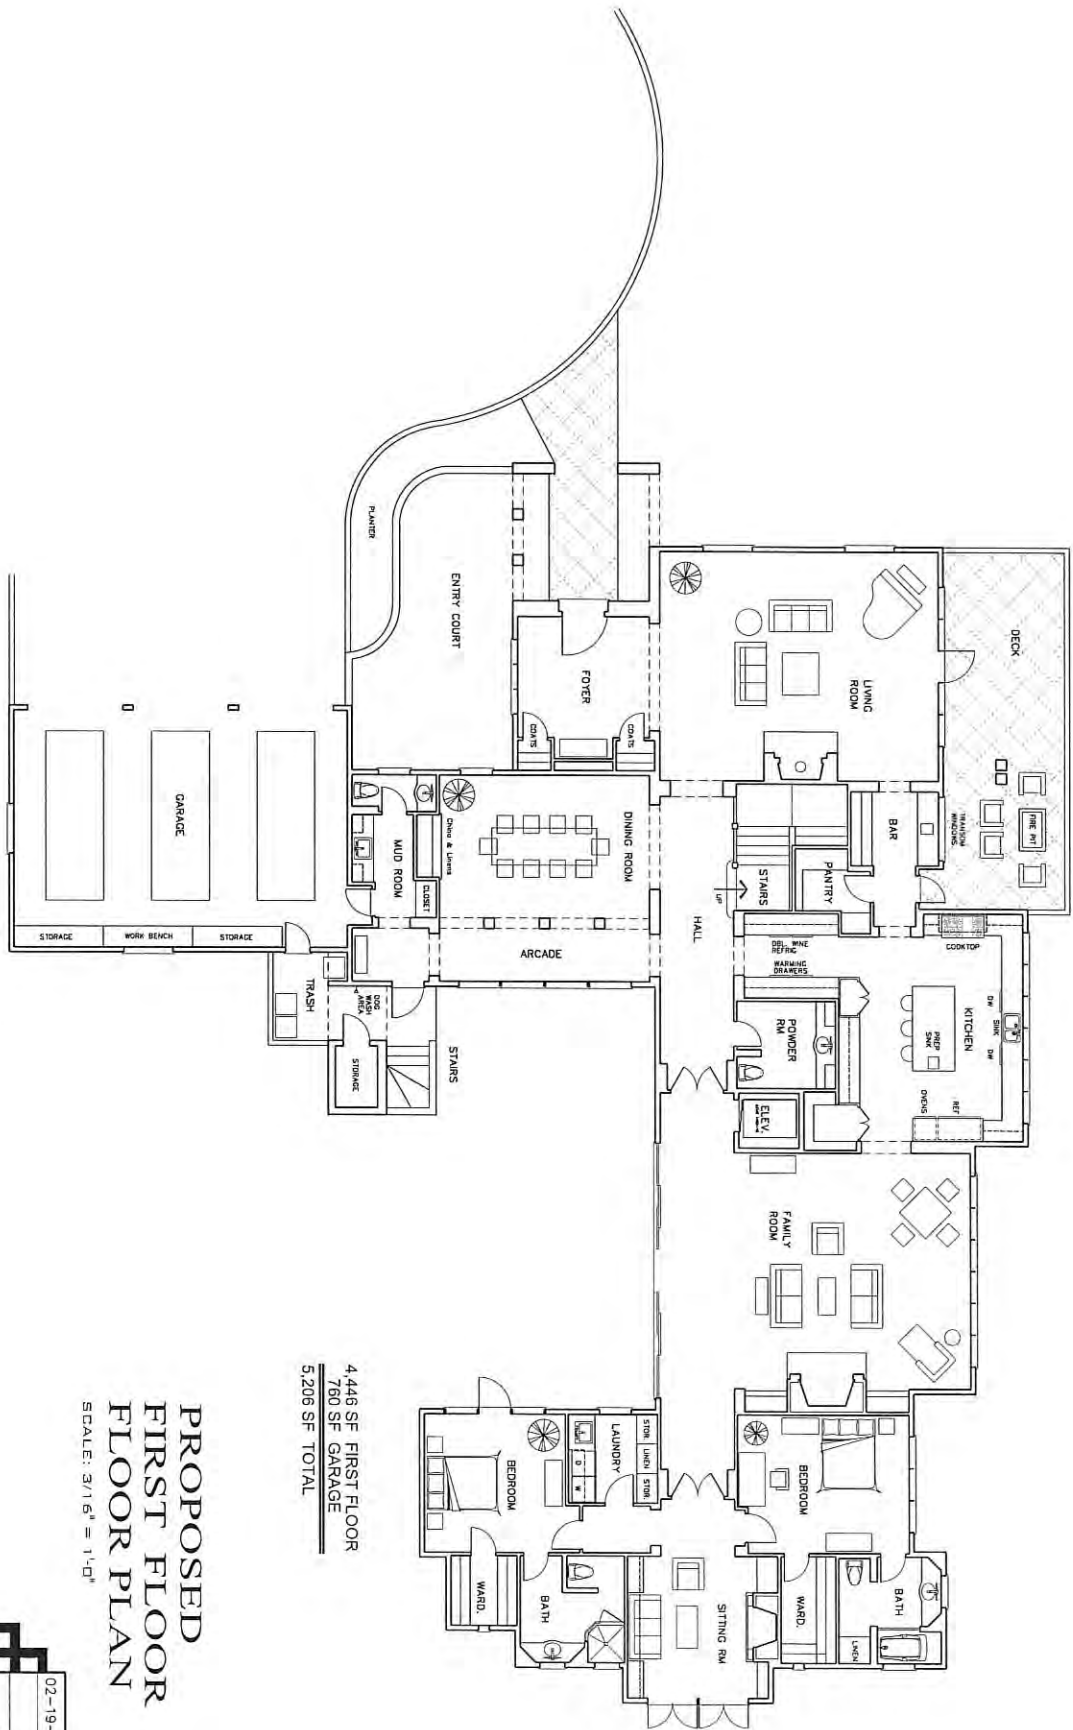 DECK
FIRE PIT
TRANSOM
WINDOWS
LIVING
ROOM
BAR
PANTRY
STAIRS
UP
COOKTOP
DW
SINK
DW
KITCHEN
PREP
SINK
REF
OVENS
DBL. WINE
REFRIG
WARMING
DRAWERS
POWDER
RM
ELEV.
HALL
FAMILY
ROOM
BEDROOM
BATH
LINEN
WARD.
SITTING RM
FOYER
COATS
COATS
ENTRY COURT
PLANTER
DINING ROOM
China & Linens
ARCADE
MUD ROOM
CLOSET
GARAGE
STORAGE
WORK BENCH
STORAGE
TRASH
DOG
WASH
AREA
STORAGE
STAIRS
STOR.
LINEN
STOR.
LAUNDRY
D
W
BEDROOM
WARD.
BATH
4,446 SF FIRST FLOOR
760 SF GARAGE
5,206 SF TOTAL
PROPOSED
FIRST FLOOR
FLOOR PLAN
SCALE: 3/16" = 1'-0"
02-19-